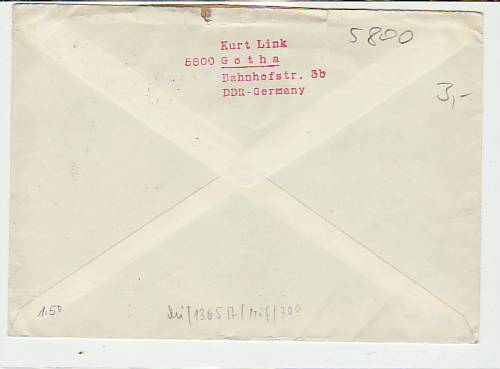 Kurt Link
5800 Gotha
Bahnhofstr. 3b
DDR-Germany
5800
3,-
1.50